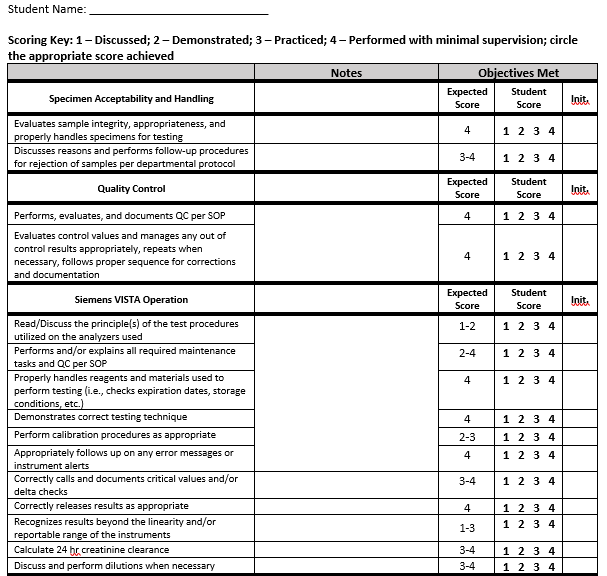 Student Name: ______________________________
Scoring Key: 1 – Discussed; 2 – Demonstrated; 3 – Practiced; 4 – Performed with minimal supervision; circle
the appropriate score achieved
Notes Objectives Met
Specimen Acceptability and Handling Expected Score Student Score Init.
Evaluates sample integrity, appropriateness, and
properly handles specimens for testing 4 1 2 3 4
Discusses reasons and performs follow-up procedures
for rejection of samples per departmental protocol 3-4 1 2 3 4
Quality Control Expected Score Student Score Init.
Performs, evaluates, and documents QC per SOP 4 1 2 3 4
Evaluates control values and manages any out of
control results appropriately, repeats when
necessary, follows proper sequence for corrections
and documentation 4 1 2 3 4
Siemens VISTA Operation Expected Score Student Score Init.
Read/Discuss the principle(s) of the test procedures
utilized on the analyzers used 1-2 1 2 3 4
Performs and/or explains all required maintenance
tasks and QC per SOP 2-4 1 2 3 4
Properly handles reagents and materials used to
perform testing (i.e., checks expiration dates, storage
conditions, etc.) 4 1 2 3 4
Demonstrates correct testing technique 4 1 2 3 4
Perform calibration procedures as appropriate 2-3 1 2 3 4
Appropriately follows up on any error messages or
instrument alerts 4 1 2 3 4
Correctly calls and documents critical values and/or
delta checks 3-4 1 2 3 4
Correctly releases results as appropriate 4 1 2 3 4
Recognizes results beyond the linearity and/or
reportable range of the instruments 1-3 1 2 3 4
Calculate 24 hr creatinine clearance 3-4 1 2 3 4
Discuss and perform dilutions when necessary 3-4 1 2 3 4